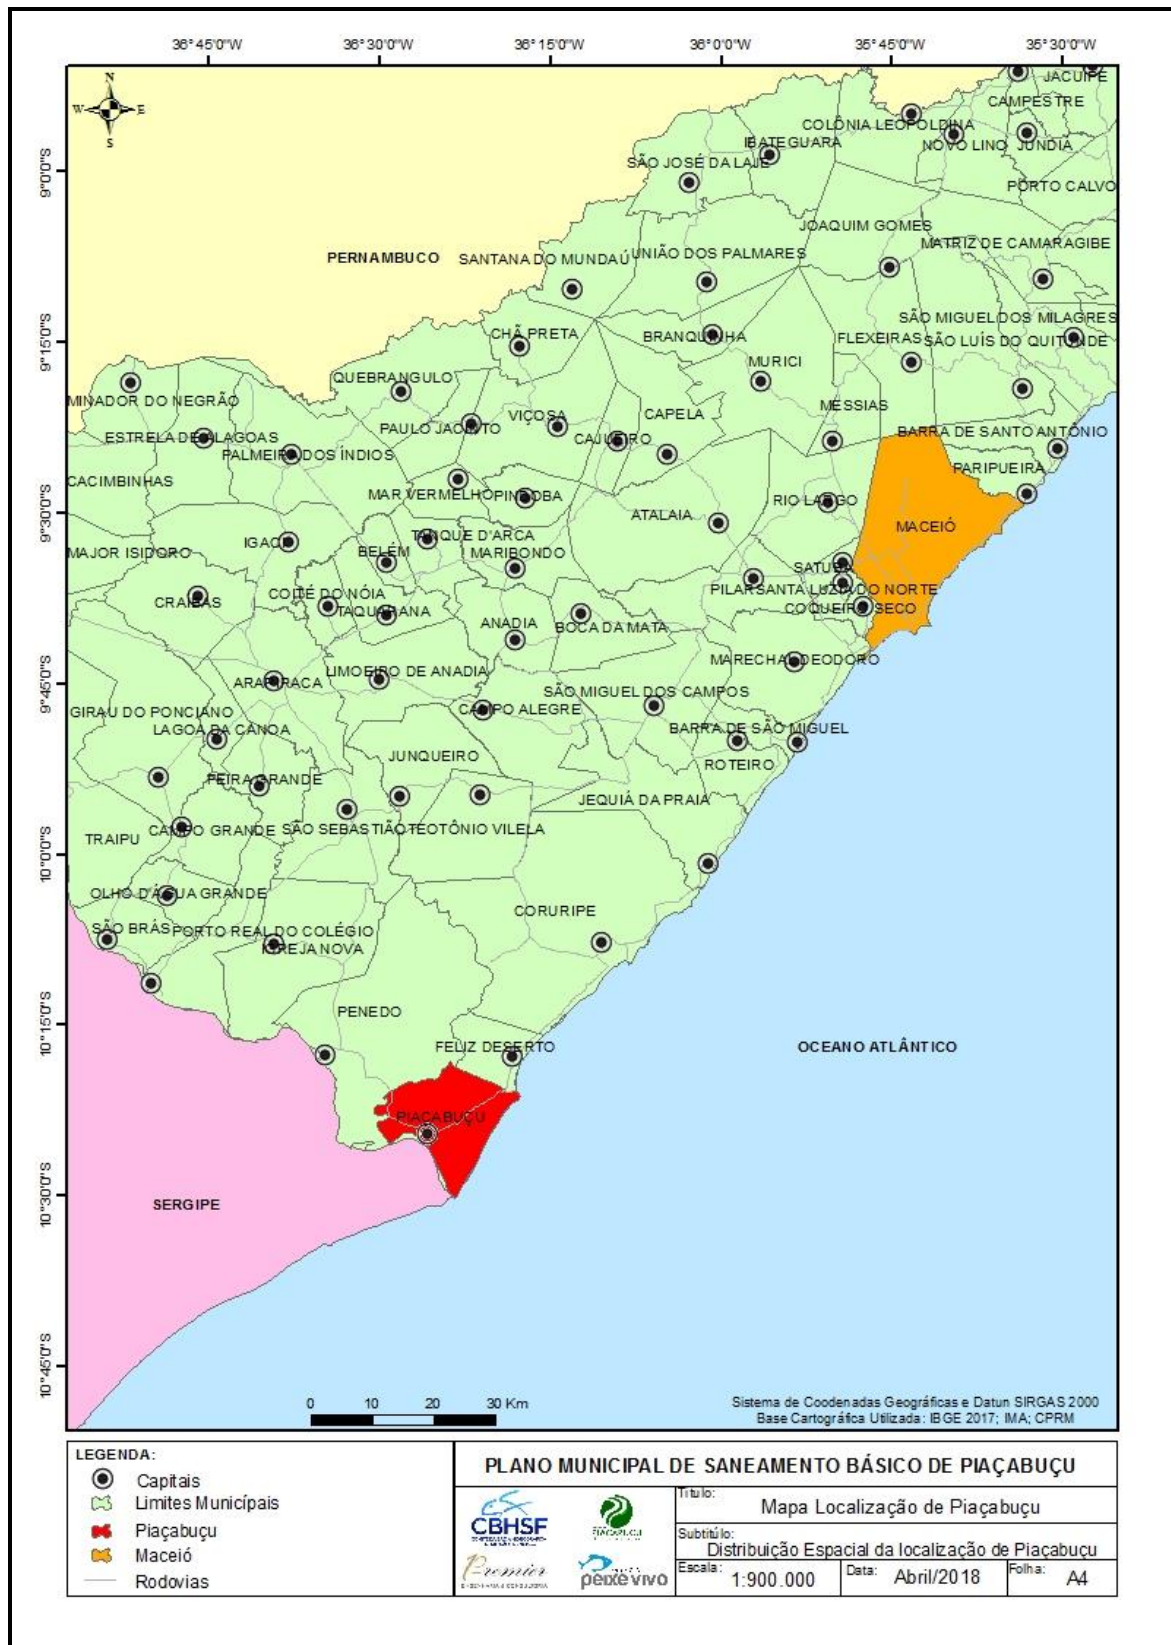 36°45'0"W 36°30'0"W 36°15'0"W 36°0'0"W 35°45'0"W 35°30'0"W
N
W E
S
JACUIPE
CAMPESTRE
COLÔNIA LEOPOLDINA
NOVO LINO JUNDIÁ
IBATEGUARA
SÃO JOSÉ DA LAJE
9°0'0"S
PORTO CALVO
JOAQUIM GOMES
MATRIZ DE CAMARAGIBE
PERNAMBUCO
SANTANA DO MUNDAÚ
UNIÃO DOS PALMARES
SÃO MIGUEL DOS MILAGRES
CHÃ PRETA
BRANQUINHA
FLEXEIRAS
SÃO LUÍS DO QUITUNDE
9°15'0"S
MURICI
QUEBRANGULO
MINADOR DO NEGRÃO
MESSIAS
VIÇOSA
CAPELA
PAULO JACINTO
BARRA DE SANTO ANTÔNIO
ESTRELA DE ALAGOAS
CAJUEIRO
PALMEIRA DOS ÍNDIOS
PARIPUEIRA
CACIMBINHAS
MAR VERMELHO
PINDOBA
RIO LARGO
9°30'0"S
ATALAIA
MACEIÓ
TANQUE D'ARCA
IGACI
BELÉM
MARIBONDO
MAJOR ISIDORO
SATUBA
PILAR
SANTA LUZIA DO NORTE
COITÉ DO NÓIA
CRAIBAS
TAQUARANA
COQUEIRO SECO
ANADIA
BOCA DA MATA
MARECHAL DEODORO
LIMOEIRO DE ANADIA
9°45'0"S
ARAPIRACA
SÃO MIGUEL DOS CAMPOS
CAMPO ALEGRE
GIRAU DO PONCIANO
LAGOA DA CANOA
BARRA DE SÃO MIGUEL
JUNQUEIRO
ROTEIRO
FEIRA GRANDE
JEQUIÁ DA PRAIA
CAMPO GRANDE
SÃO SEBASTIÃO
TEOTÔNIO VILELA
TRAIPU
10°0'0"S
OLHO D'ÁGUA GRANDE
CORURIPE
SÃO BRÁS
PORTO REAL DO COLÉGIO
IGREJA NOVA
PENEDO
10°15'0"S
FELIZ DESERTO
OCEANO ATLÂNTICO
PIAÇABUÇU
10°30'0"S
SERGIPE
10°45'0"S
0 10 20 30 Km
Sistema de Coodenadas Geográficas e Datun SIRGAS 2000
Base Cartográfica Utilizada: IBGE 2017; IMA; CPRM
LEGENDA:
Capitais
Limites Municípais
Piaçabuçu
Maceió
Rodovias
PLANO MUNICIPAL DE SANEAMENTO BÁSICO DE PIAÇABUÇU
CBHSF
PIAÇABUÇU
Premier
peixe vivo
Título:
Mapa Localização de Piaçabuçu
Subtitúlo:
Distribuição Espacial da localização de Piaçabuçu
Escala: 1:900.000
Data: Abril/2018
Folha: A4